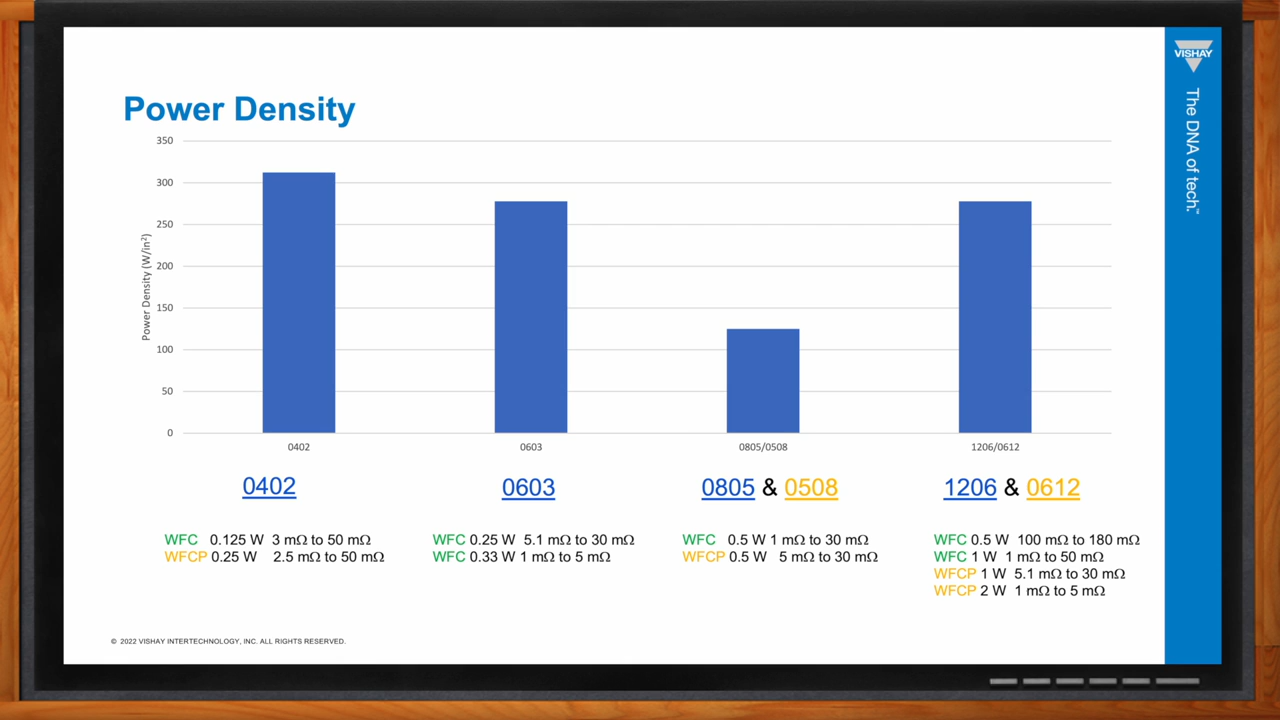 VISHAY
The DNA of tech.™
Power Density
350
300
250
200
150
100
50
0
Power Density (W/in²)
0402
0603
0805/0508
1206/0612
0402
0603
0805 & 0508
1206 & 0612
WFC 0.125 W 3 mΩ to 50 mΩ
WFCP 0.25 W 2.5 mΩ to 50 mΩ
WFC 0.25 W 5.1 mΩ to 30 mΩ
WFC 0.33 W 1 mΩ to 5 mΩ
WFC 0.5 W 1 mΩ to 30 mΩ
WFCP 0.5 W 5 mΩ to 30 mΩ
WFC 0.5 W 100 mΩ to 180 mΩ
WFC 1 W 1 mΩ to 50 mΩ
WFCP 1 W 5.1 mΩ to 30 mΩ
WFCP 2 W 1 mΩ to 5 mΩ
© 2022 VISHAY INTERTECHNOLOGY, INC. ALL RIGHTS RESERVED.